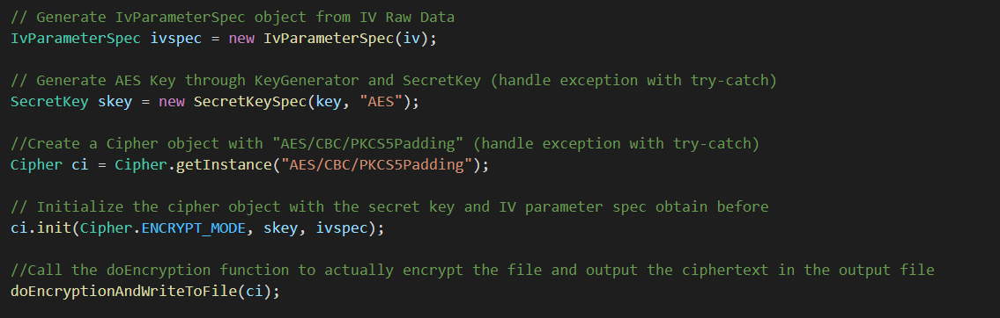 // Generate IvParameterSpec object from IV Raw Data
IvParameterSpec ivspec = new IvParameterSpec(iv);
// Generate AES Key through KeyGenerator and SecretKey (handle exception with try-catch)
SecretKey skey = new SecretKeySpec(key, "AES");
//Create a Cipher object with "AES/CBC/PKCS5Padding" (handle exception with try-catch)
Cipher ci = Cipher.getInstance("AES/CBC/PKCS5Padding");
// Initialize the cipher object with the secret key and IV parameter spec obtain before
ci.init(Cipher.ENCRYPT_MODE, skey, ivspec);
//Call the doEncryption function to actually encrypt the file and output the ciphertext in the output file
doEncryptionAndWriteToFile(ci);